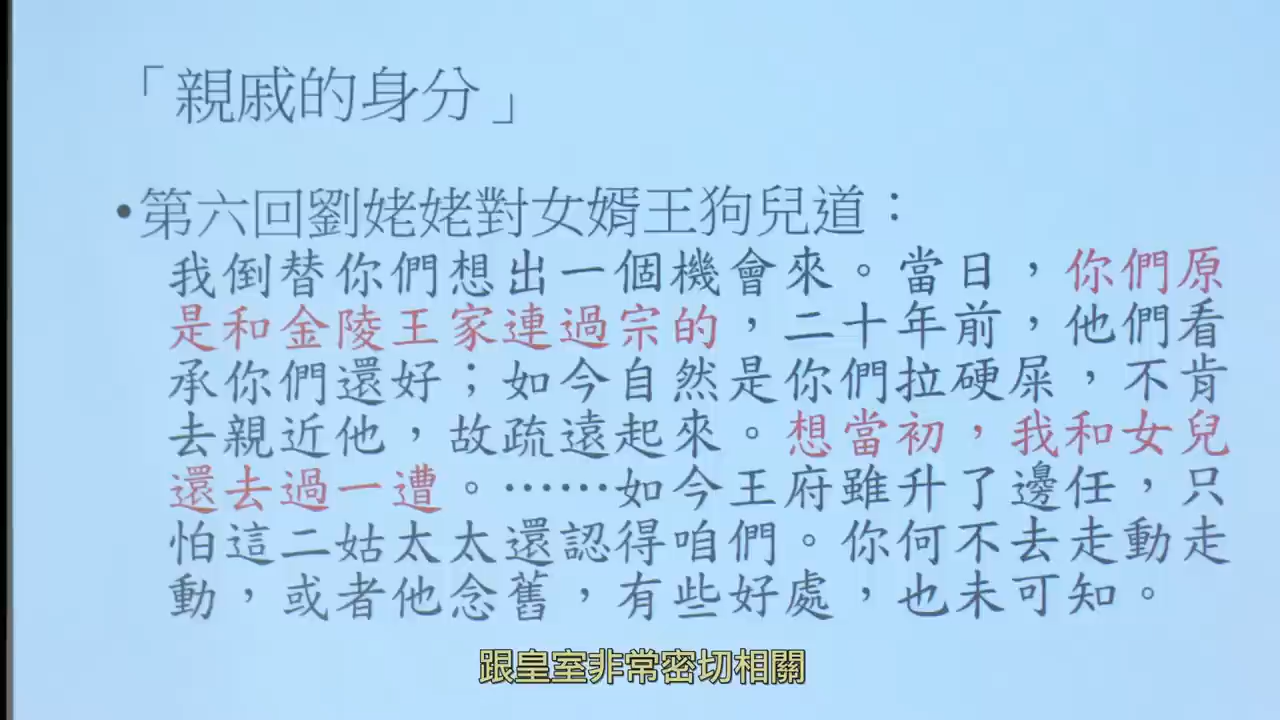 「親戚的身分」
•第六回劉姥姥對女婿王狗兒道：
我倒替你們想出一個機會來。當日，你們原
是和金陵王家連過宗的，二十年前，他們看
承你們還好；如今自然是你們拉硬屎，不肯
去親近他，故疏遠起來。想當初，我和女兒
還去過一遭。……如今王府雖升了邊任，只
怕這二姑太太還認得咱們。你何不去走動走
動，或者他念舊，有些好處，也未可知。
跟皇室非常密切相關